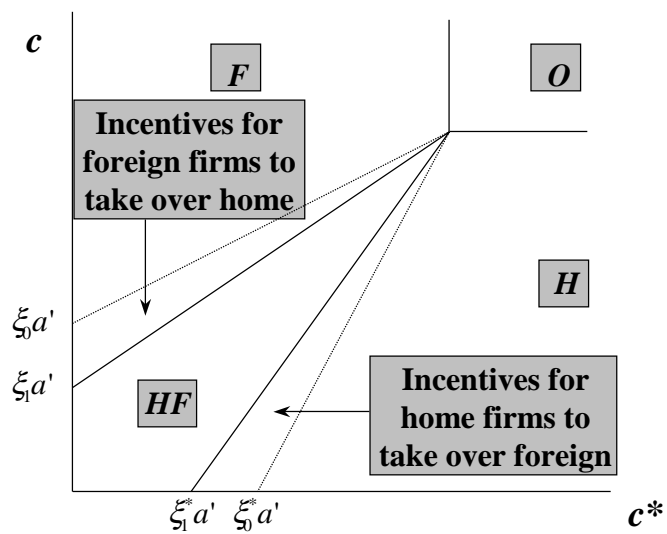 c
F
O
Incentives for
foreign firms to
take over home
H
ξ₀a'
ξ₁a'
HF
Incentives for
home firms to
take over foreign
ξ₁*a' ξ₀*a'
c*